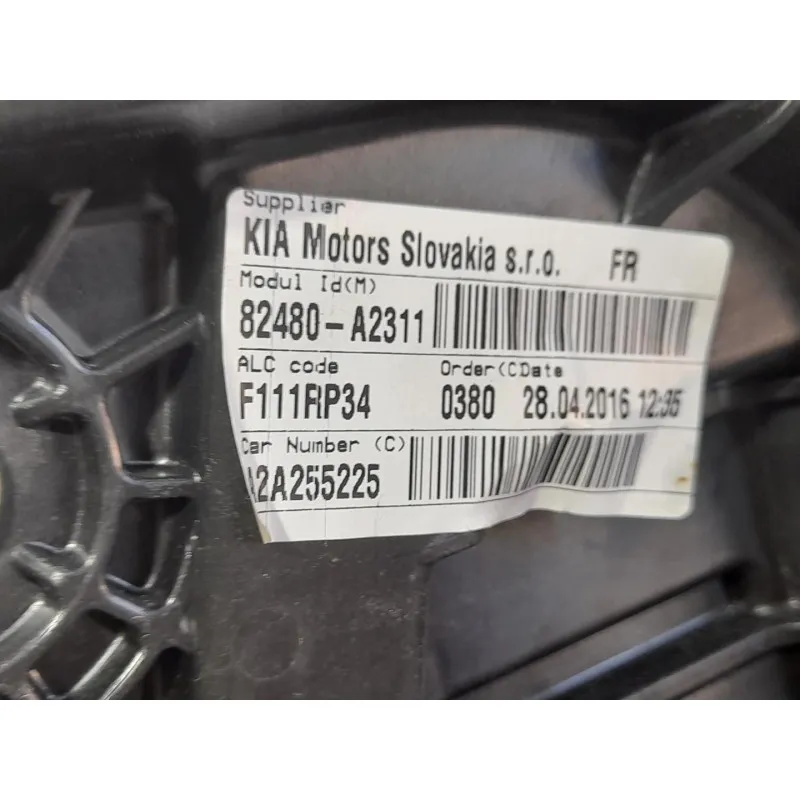 Supplier
KIA Motors Slovakia s.r.o. FR
Modul Id(M)
82480-A2311
ALC code Order(CDate
F111RP34 0380 28.04.2016 12:35
Car Number (C)
A2A255225